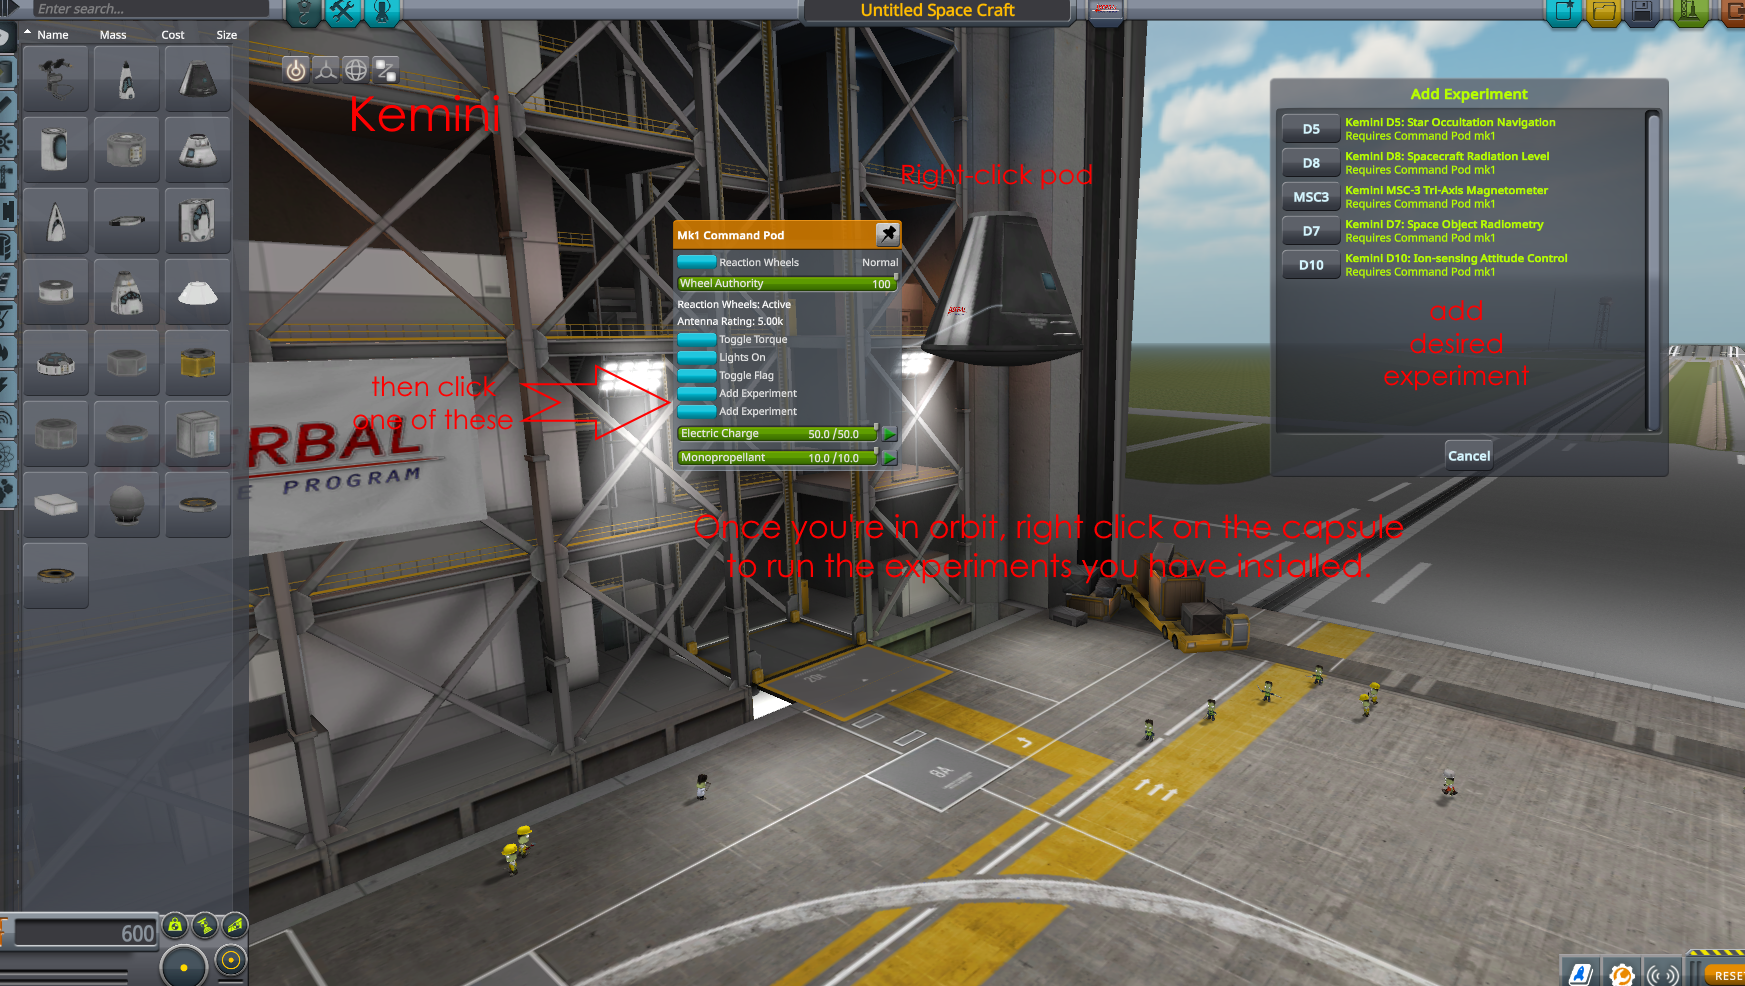 Enter search...
Untitled Space Craft
Name Mass Cost Size
Kemini
Right-click pod
Mk1 Command Pod
Reaction Wheels Normal
Wheel Authority 100
Reaction Wheels: Active
Antenna Rating: 5.00k
Toggle Torque
Lights On
Toggle Flag
Add Experiment
Add Experiment
Electric Charge 50.0 /50.0
Monopropellant 10.0 /10.0
then click
one of these
Add Experiment
D5 Kemini D5: Star Occultation Navigation
Requires Command Pod mk1
D8 Kemini D8: Spacecraft Radiation Level
Requires Command Pod mk1
MSC3 Kemini MSC-3 Tri-Axis Magnetometer
Requires Command Pod mk1
D7 Kemini D7: Space Object Radiometry
Requires Command Pod mk1
D10 Kemini D10: Ion-sensing Attitude Control
Requires Command Pod mk1
add
desired
experiment
Cancel
RBAL
E PROGRAM
Once you're in orbit, right click on the capsule
to run the experiments you have installed.
600
RESE